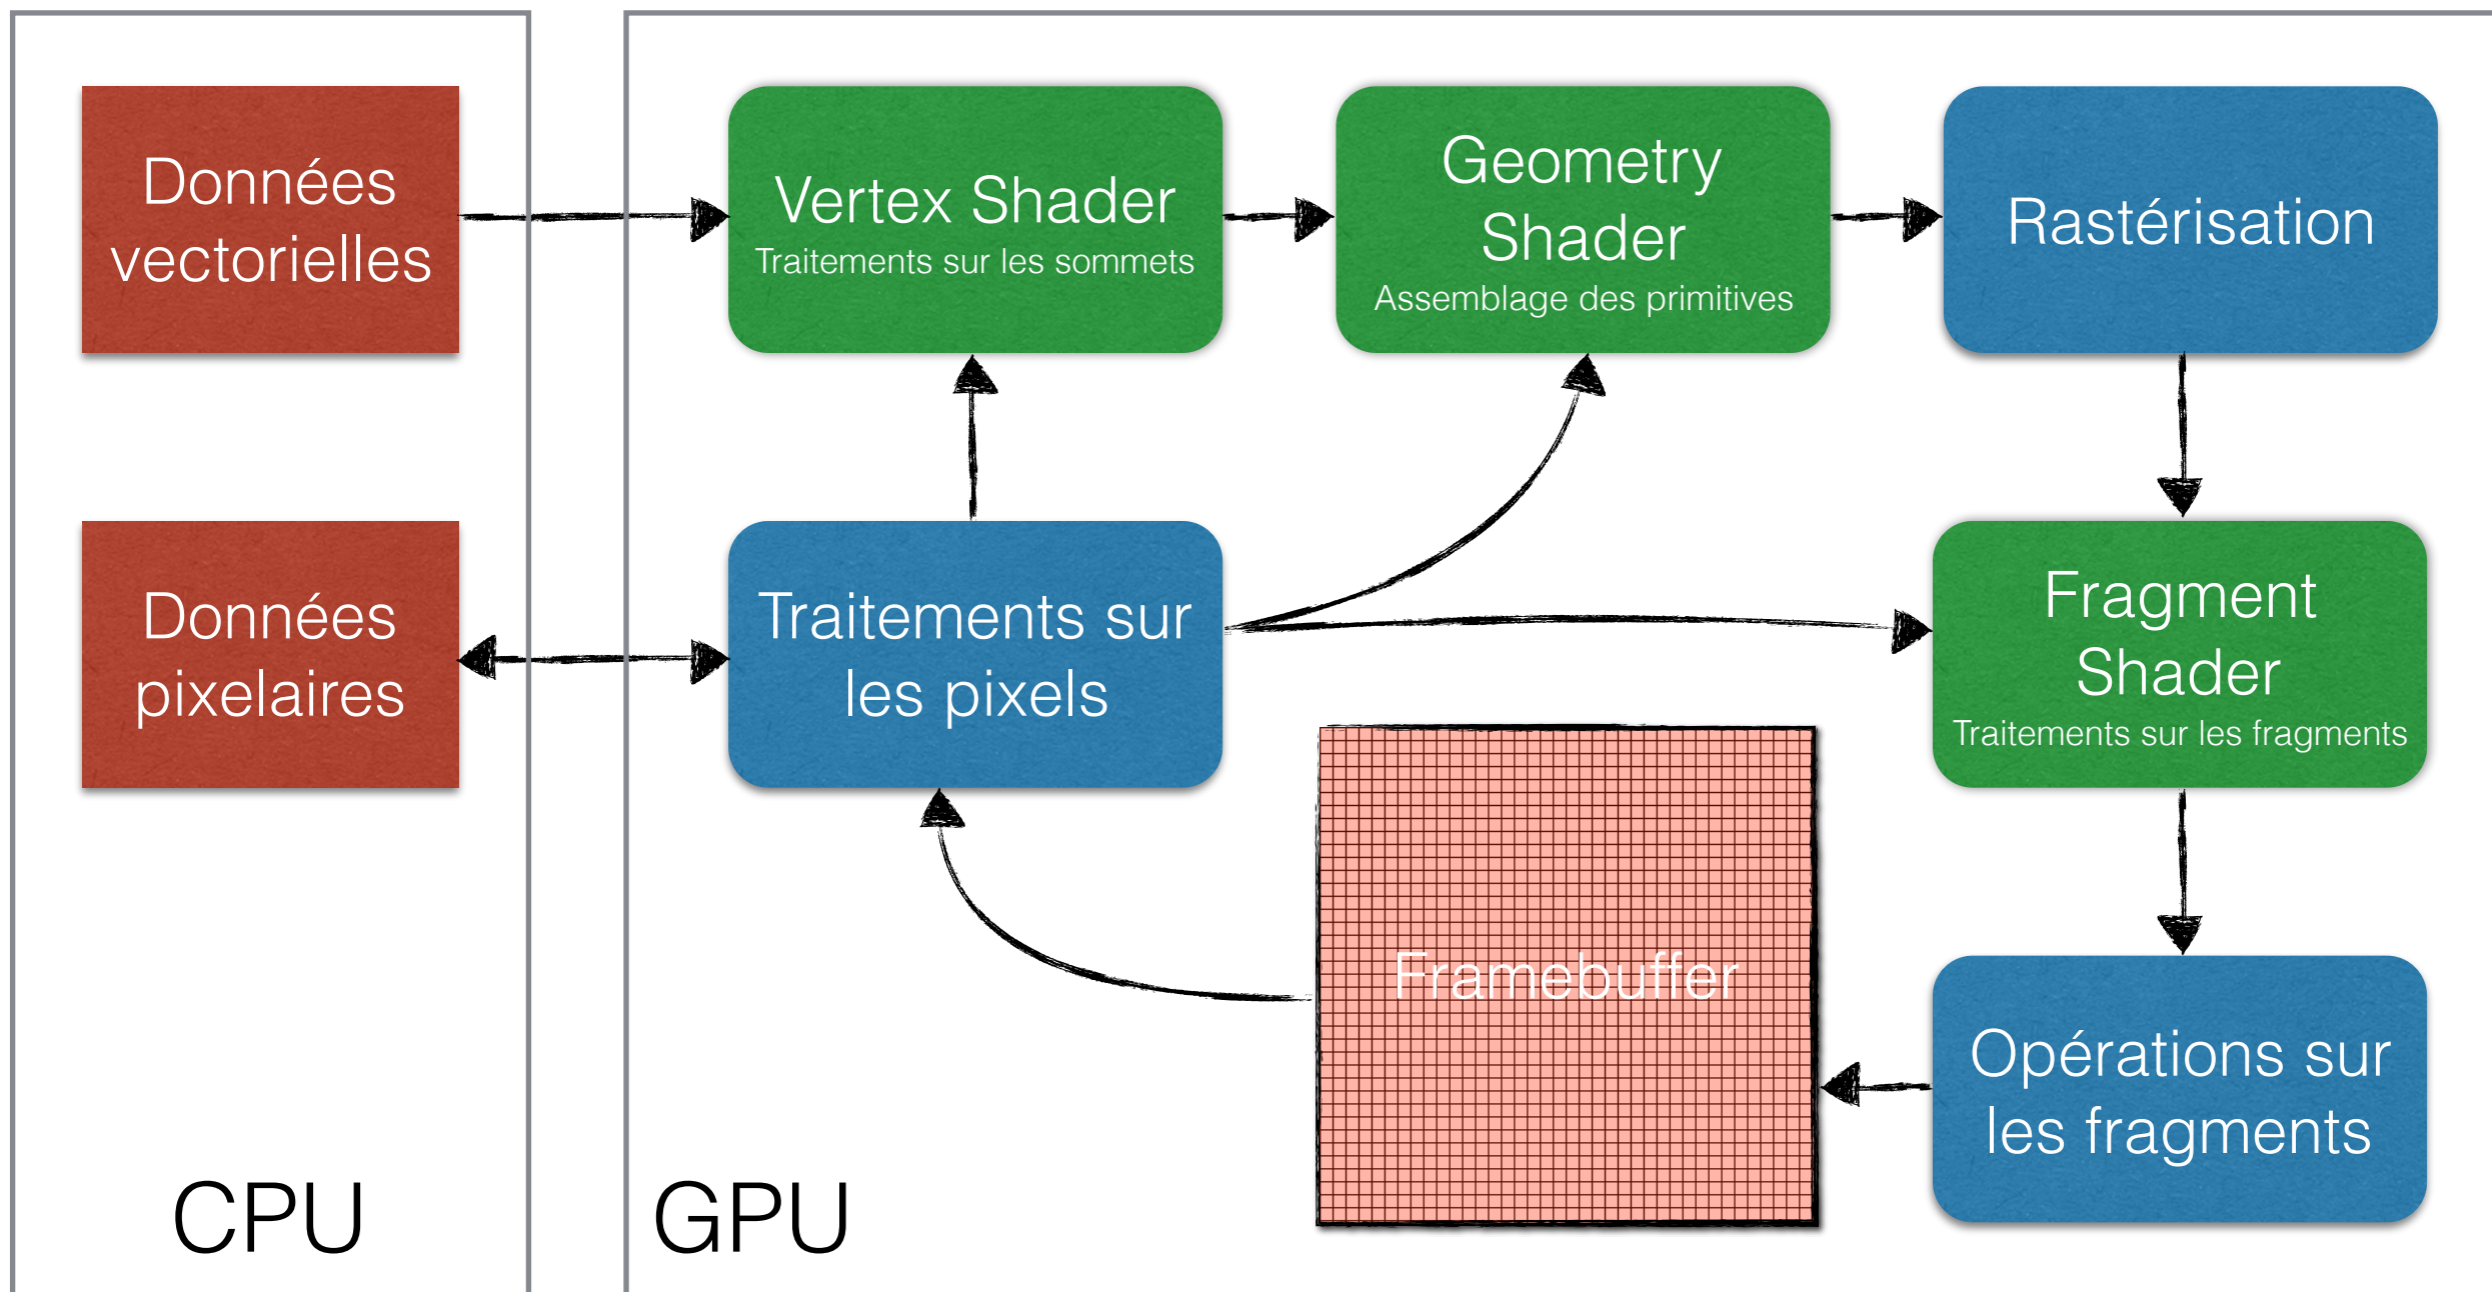 Données
vectorielles
Vertex Shader
Traitements sur les sommets
Geometry
Shader
Assemblage des primitives
Rastérisation
Données
pixelaires
Traitements sur
les pixels
Fragment
Shader
Traitements sur les fragments
Framebuffer
Opérations sur
les fragments
CPU
GPU